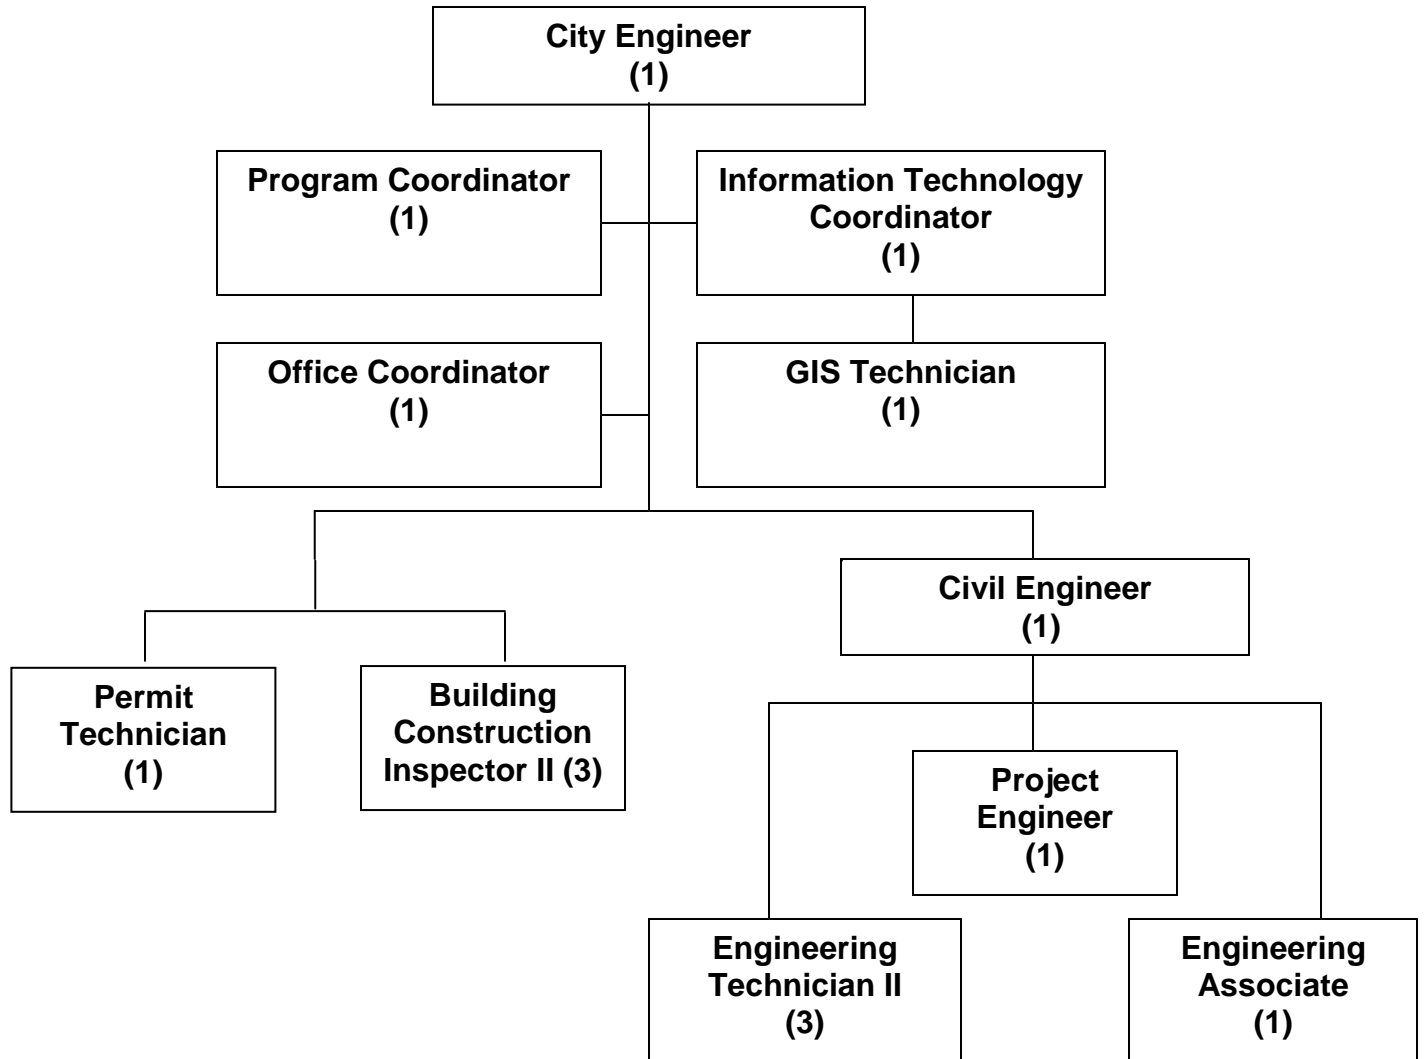 City Engineer
(1)
Program Coordinator
(1)
Information Technology
Coordinator
(1)
Office Coordinator
(1)
GIS Technician
(1)
Civil Engineer
(1)
Permit
Technician
(1)
Building
Construction
Inspector II (3)
Project
Engineer
(1)
Engineering
Technician II
(3)
Engineering
Associate
(1)